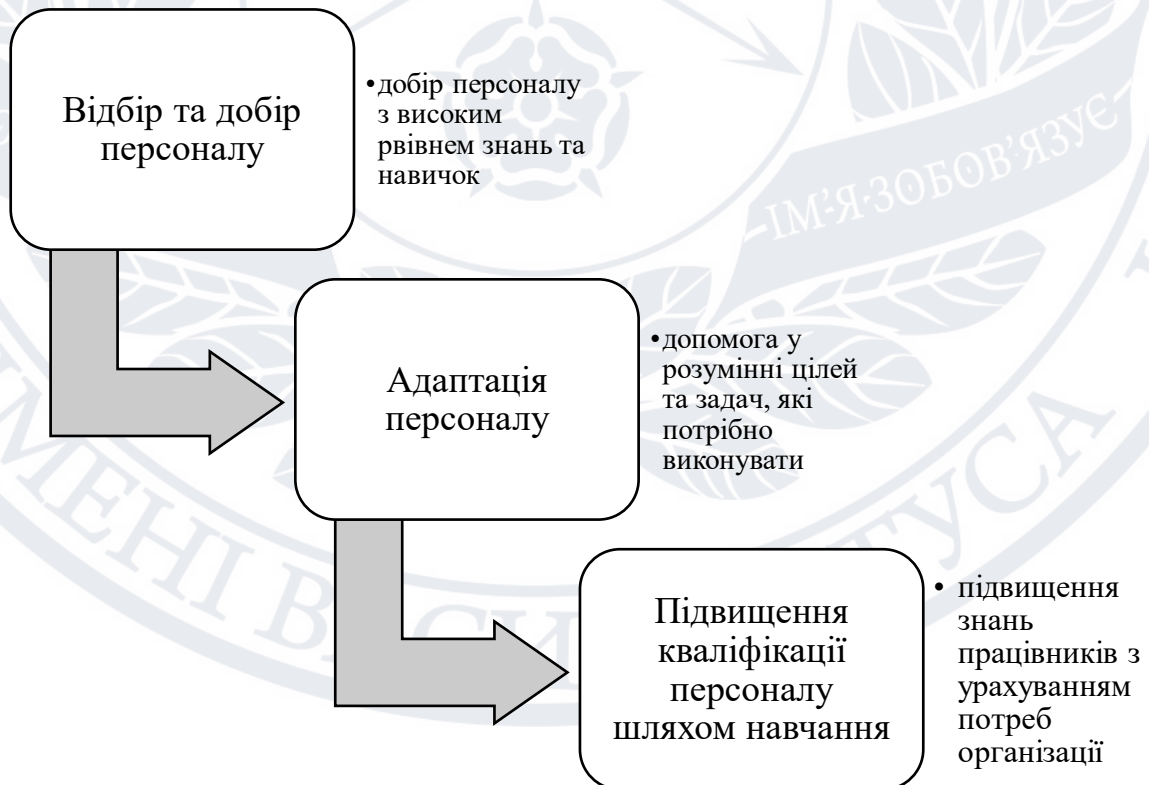 Відбір та добір
персоналу
•добір персоналу
з високим
рвівнем знань та
навичок
ІМ'Я ЗОБОВ'ЯЗУЄ
Адаптація
персоналу
•допомога у
розумінні цілей
та задач, які
потрібно
виконувати
Підвищення
кваліфікації
персоналу
шляхом навчання
• підвищення
знань
працівників з
урахуванням
потреб
організації